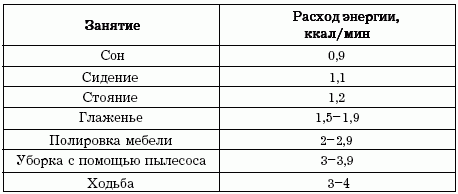 Занятие
Расход энергии,
ккал/мин
Сон 0,9
Сидение 1,1
Стояние 1,2
Глаженье 1,5−1,9
Полировка мебели 2−2,9
Уборка с помощью пылесоса 3−3,9
Ходьба 3−4